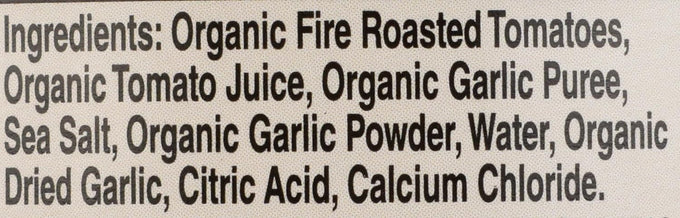 Ingredients: Organic Fire Roasted Tomatoes,
Organic Tomato Juice, Organic Garlic Puree,
Sea Salt, Organic Garlic Powder, Water, Organic
Dried Garlic, Citric Acid, Calcium Chloride.